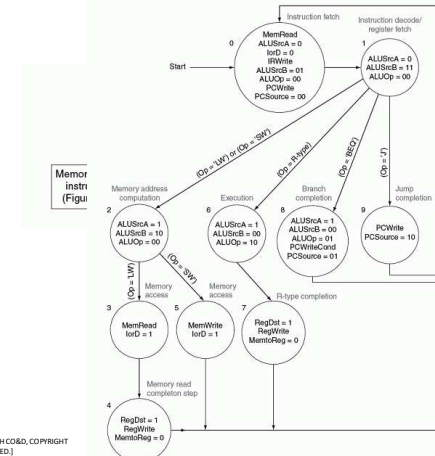 Instruction fetch
0
MemRead
ALUSrcA = 0
IorD = 0
IRWrite
ALUSrcB = 01
ALUOp = 00
PCWrite
PCSource = 00
Start
Instruction decode/
register fetch
1
ALUSrcA = 0
ALUSrcB = 11
ALUOp = 00
(Op = 'LW') or (Op = 'SW')
(Op = R-type)
(Op = 'BEQ')
(Op = 'J')
Memor
instru
(Figu
Memory address
computation
2
ALUSrcA = 1
ALUSrcB = 10
ALUOp = 00
Execution
6
ALUSrcA = 1
ALUSrcB = 00
ALUOp = 10
Branch
completion
8
ALUSrcA = 1
ALUSrcB = 00
ALUOp = 01
PCWriteCond
PCSource = 01
Jump
completion
9
PCWrite
PCSource = 10
(Op = 'LW')
(Op = 'SW')
Memory
access
3
MemRead
IorD = 1
Memory
access
5
MemWrite
IorD = 1
R-type completion
7
RegDst = 1
RegWrite
MemtoReg = 0
Memory read
completon step
4
RegDst = 1
RegWrite
MemtoReg = 0
H CO&D, COPYRIGHT
ED.]